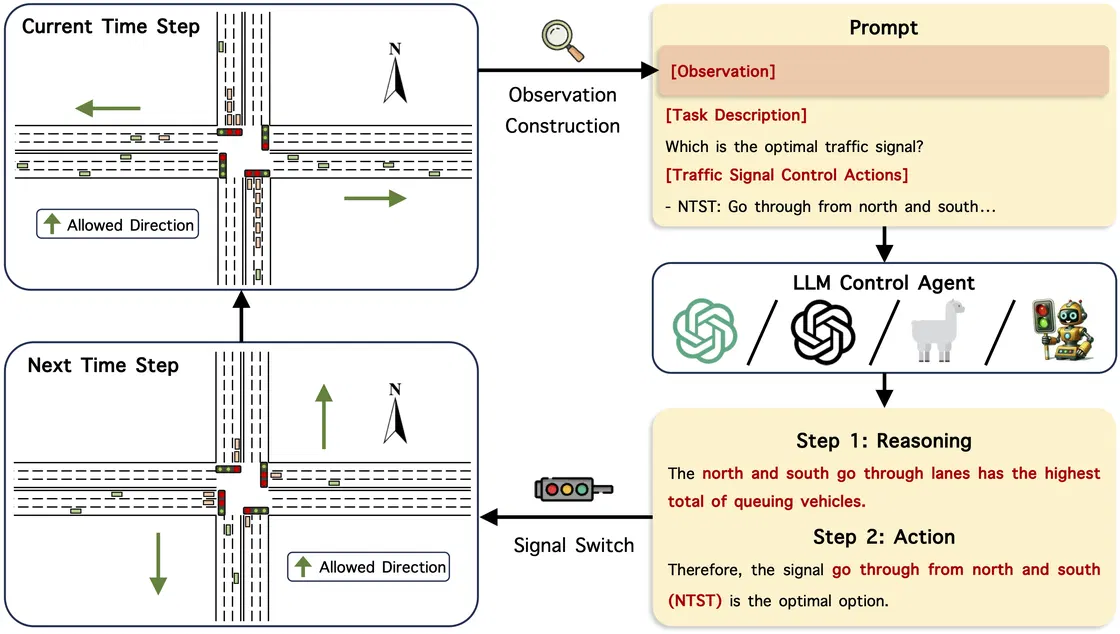 Current Time Step
N
Allowed Direction
Observation
Construction
Prompt
[Observation]
[Task Description]
Which is the optimal traffic signal?
[Traffic Signal Control Actions]
- NTST: Go through from north and south...
LLM Control Agent
Step 1: Reasoning
The north and south go through lanes has the highest
total of queuing vehicles.
Step 2: Action
Therefore, the signal go through from north and south
(NTST) is the optimal option.
Signal Switch
Next Time Step
N
Allowed Direction